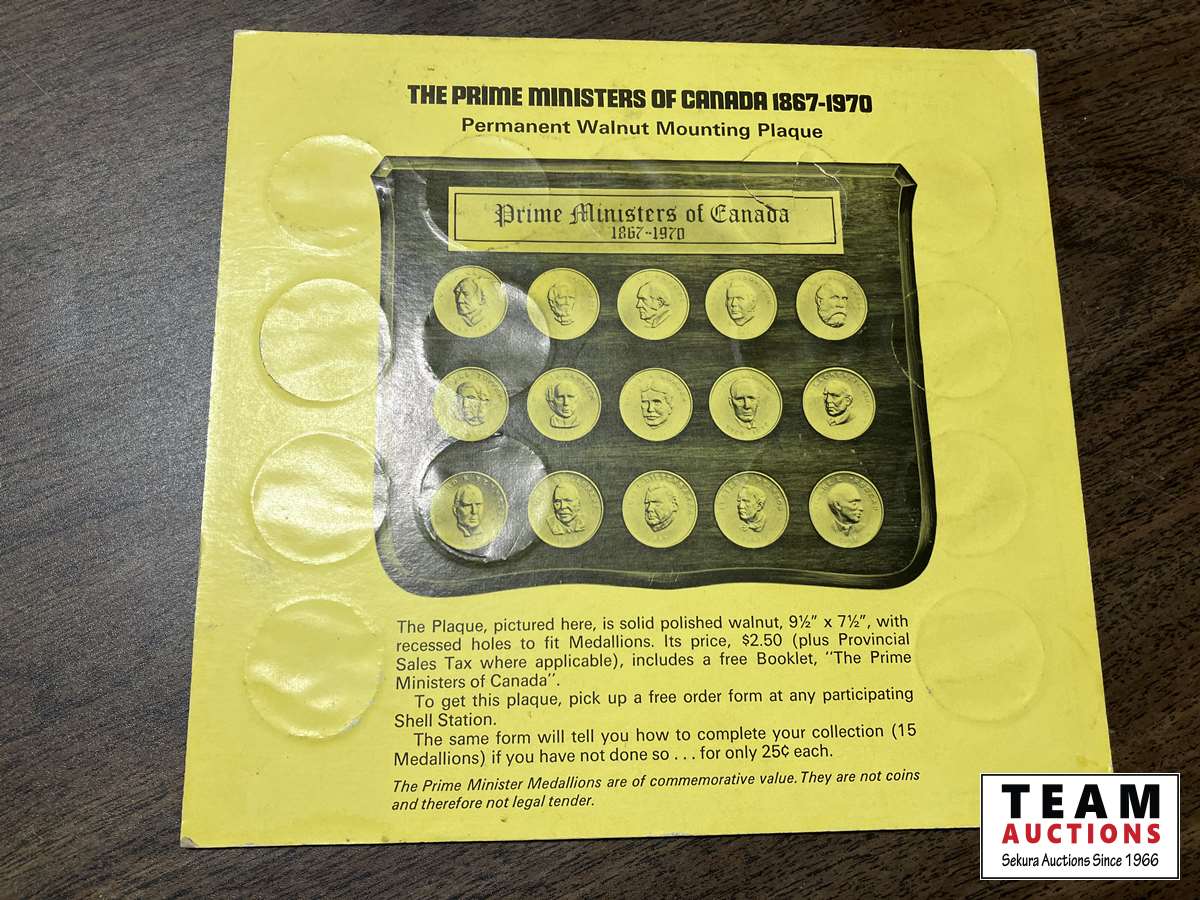 THE PRIME MINISTERS OF CANADA 1867-1970
Permanent Walnut Mounting Plaque
Prime Ministers of Canada
1867-1970
The Plaque, pictured here, is solid polished walnut, 9½" x 7½", with
recessed holes to fit Medallions. Its price, $2.50 (plus Provincial
Sales Tax where applicable), includes a free Booklet, "The Prime
Ministers of Canada".
To get this plaque, pick up a free order form at any participating
Shell Station.
The same form will tell you how to complete your collection (15
Medallions) if you have not done so . . . for only 25¢ each.
The Prime Minister Medallions are of commemorative value. They are not coins
and therefore not legal tender.
TEAM
AUCTIONS
Sekura Auctions Since 1966